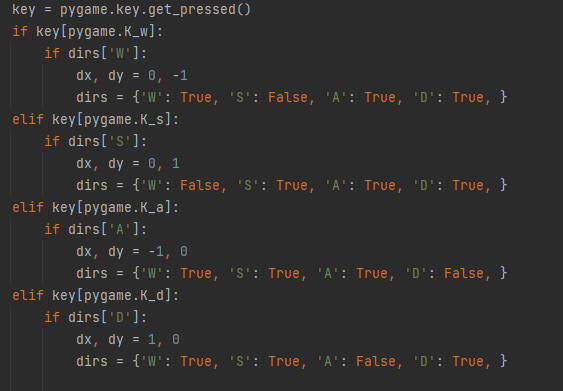 key = pygame.key.get_pressed()
if key[pygame.K_w]:
    if dirs['W']:
        dx, dy = 0, -1
        dirs = {'W': True, 'S': False, 'A': True, 'D': True, }
elif key[pygame.K_s]:
    if dirs['S']:
        dx, dy = 0, 1
        dirs = {'W': False, 'S': True, 'A': True, 'D': True, }
elif key[pygame.K_a]:
    if dirs['A']:
        dx, dy = -1, 0
        dirs = {'W': True, 'S': True, 'A': True, 'D': False, }
elif key[pygame.K_d]:
    if dirs['D']:
        dx, dy = 1, 0
        dirs = {'W': True, 'S': True, 'A': False, 'D': True, }